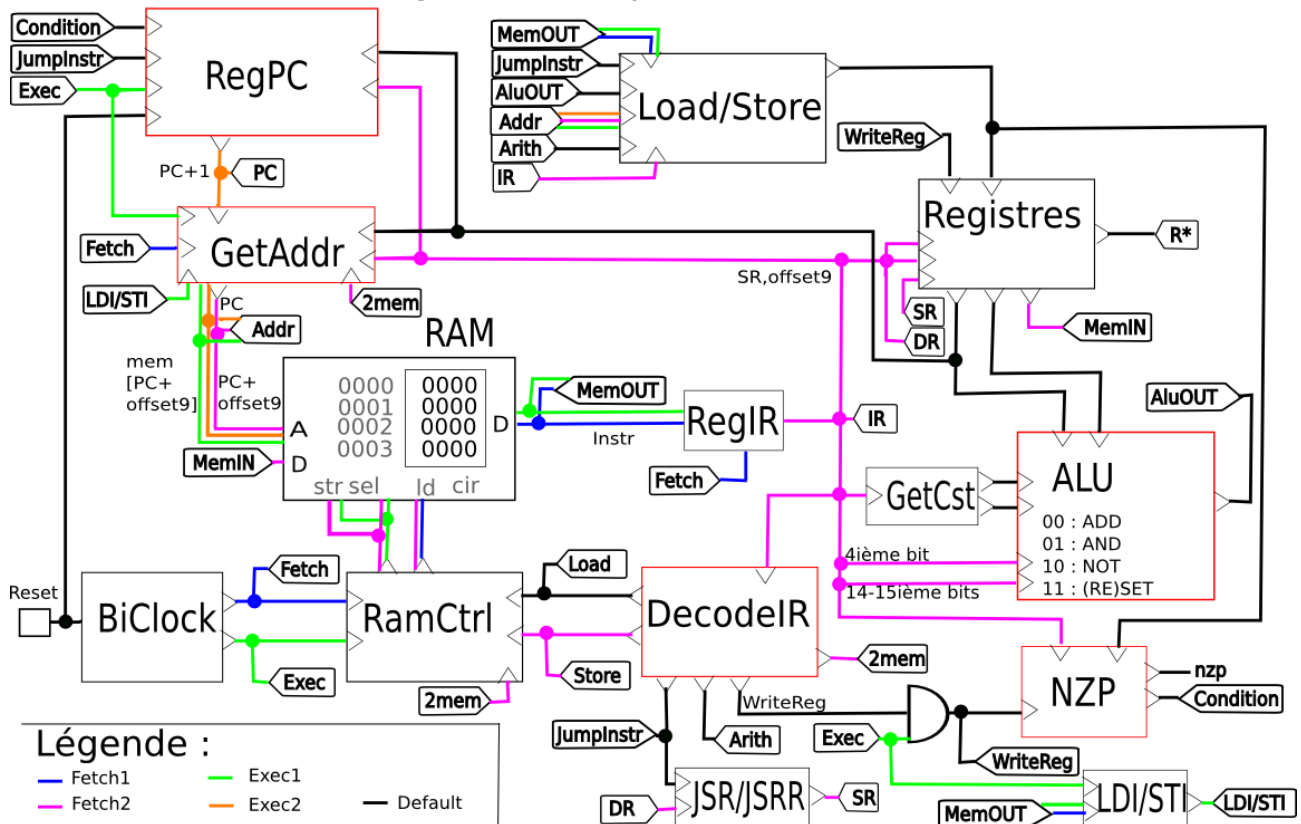 Condition
JumpInstr
Exec
RegPC
PC+1
PC
MemOUT
JumpInstr
AluOUT
Addr
Arith
IR
Load/Store
WriteReg
Registres
R*
SR
DR
MemIN
SR,offset9
Fetch
GetAddr
LDI/STI
2mem
PC
Addr
mem
[PC+
offset9]
PC+
offset9
RAM
0000 0000
0001 0000
0002 0000
0003 0000
A
D
D
str sel ld cir
MemIN
MemOUT
Instr
RegIR
Fetch
IR
AluOUT
GetCst
ALU
00 : ADD
01 : AND
10 : NOT
11 : (RE)SET
4ième bit
14-15ième bits
Reset
BiClock
Fetch
Exec
RamCtrl
2mem
Load
Store
DecodeIR
2mem
WriteReg
JumpInstr
Arith
Exec
WriteReg
NZP
nzp
Condition
DR
JSR/JSRR
SR
MemOUT
LDI/STI
LDI/STI
Légende :
Fetch1
Exec1
Fetch2
Exec2
Default